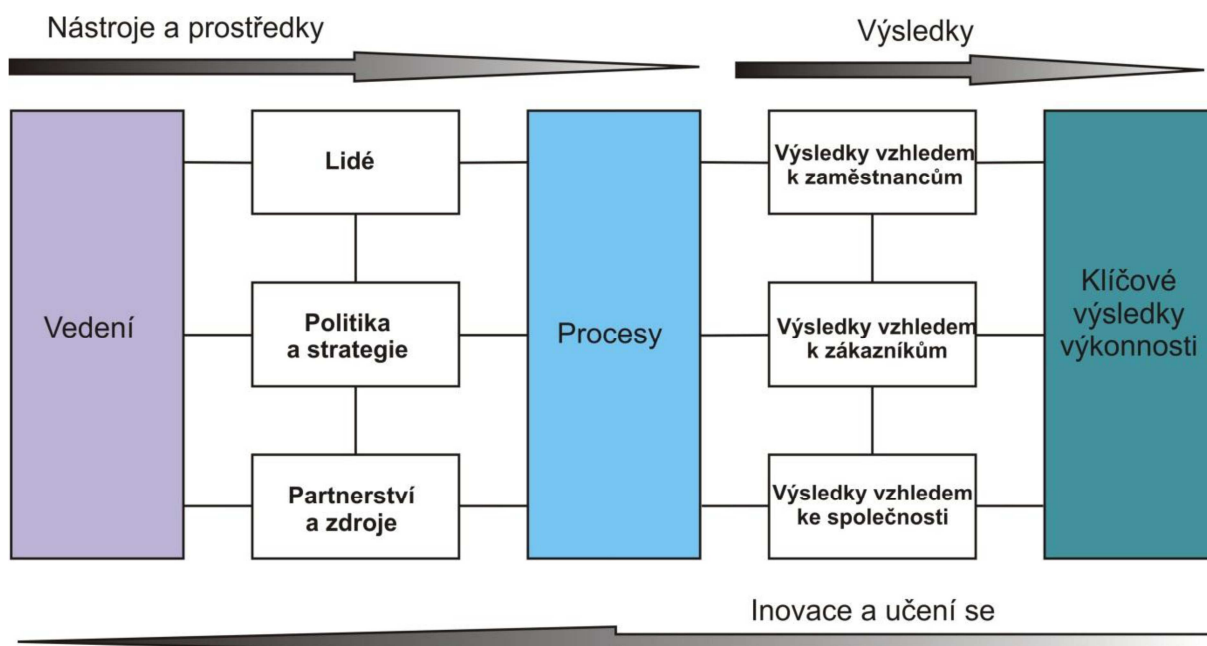 Nástroje a prostředky
Výsledky
Vedení
Lidé
Politika
a strategie
Partnerství
a zdroje
Procesy
Výsledky vzhledem
k zaměstnancům
Výsledky vzhledem
k zákazníkům
Výsledky vzhledem
ke společnosti
Klíčové
výsledky
výkonnosti
Inovace a učení se